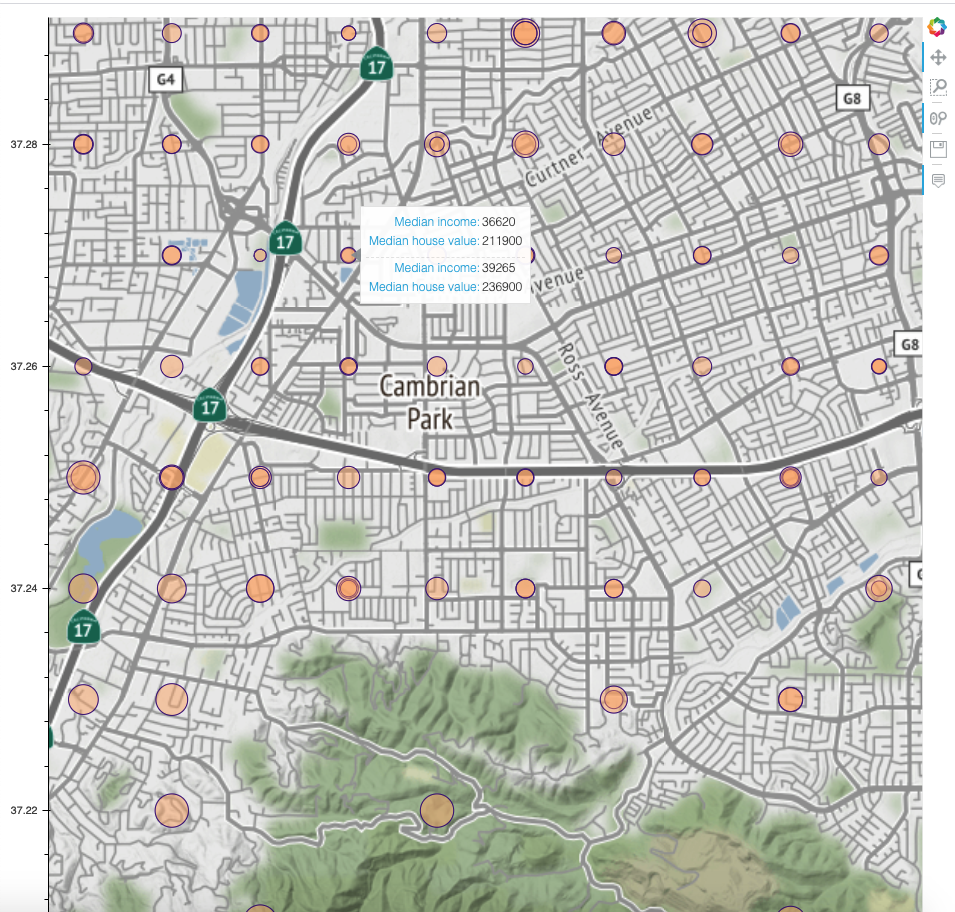 17
G4
G8
Curtner Avenue
37.28
17
Median income: 36620
Median house value: 211900
Median income: 39265
Median house value: 236900
venue
G8
37.26
Ross Avenue
Cambrian
Park
17
37.24
17
37.22